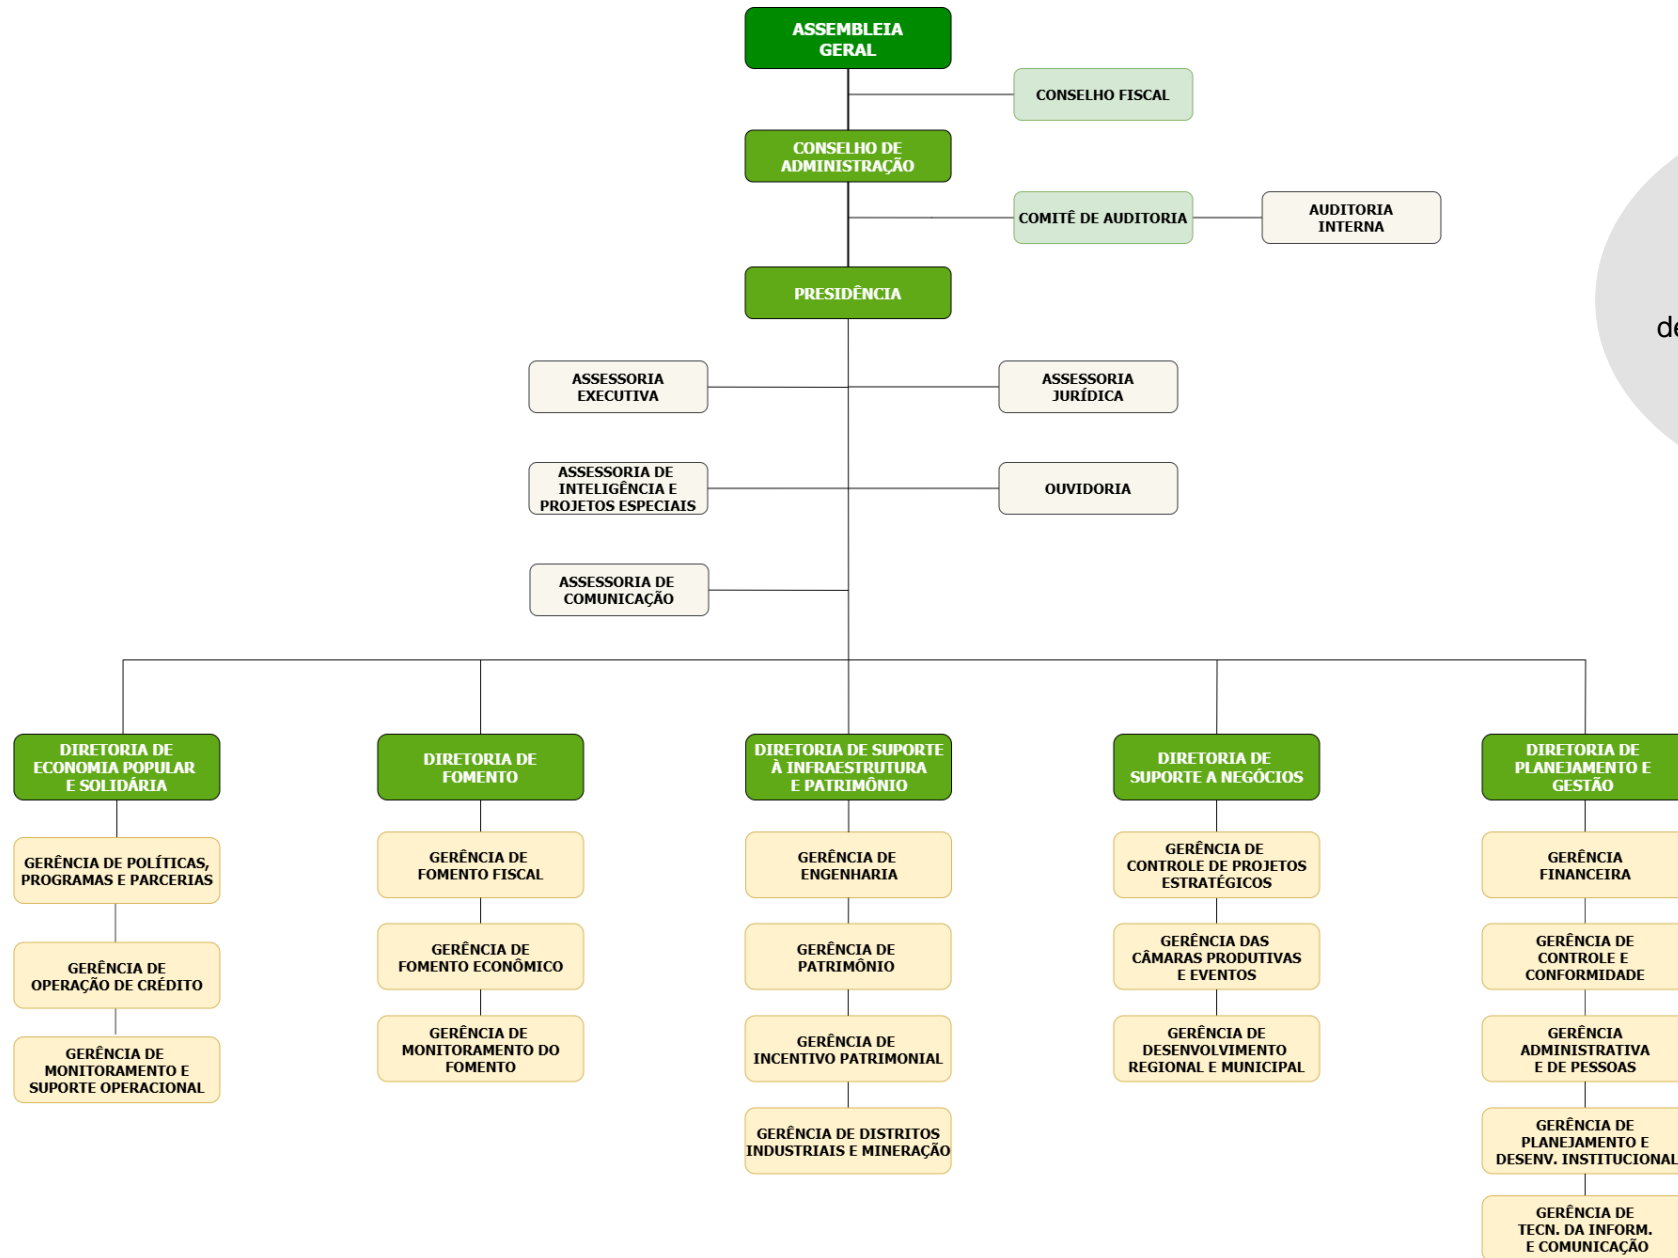 ASSEMBLEIA
GERAL
CONSELHO FISCAL
CONSELHO DE
ADMINISTRAÇÃO
COMITÊ DE AUDITORIA
AUDITORIA
INTERNA
PRESIDÊNCIA
ASSESSORIA
EXECUTIVA
ASSESSORIA
JURÍDICA
ASSESSORIA DE
INTELIGÊNCIA E
PROJETOS ESPECIAIS
OUVIDORIA
ASSESSORIA DE
COMUNICAÇÃO
DIRETORIA DE
ECONOMIA POPULAR
E SOLIDÁRIA
GERÊNCIA DE POLÍTICAS,
PROGRAMAS E PARCERIAS
GERÊNCIA DE
OPERAÇÃO DE CRÉDITO
GERÊNCIA DE
MONITORAMENTO E
SUPORTE OPERACIONAL
DIRETORIA DE
FOMENTO
GERÊNCIA DE
FOMENTO FISCAL
GERÊNCIA DE
FOMENTO ECONÔMICO
GERÊNCIA DE
MONITORAMENTO DO
FOMENTO
DIRETORIA DE SUPORTE
À INFRAESTRUTURA
E PATRIMÔNIO
GERÊNCIA DE
ENGENHARIA
GERÊNCIA DE
PATRIMÔNIO
GERÊNCIA DE
INCENTIVO PATRIMONIAL
GERÊNCIA DE DISTRITOS
INDUSTRIAIS E MINERAÇÃO
DIRETORIA DE
SUPORTE A NEGÓCIOS
GERÊNCIA DE
CONTROLE DE PROJETOS
ESTRATÉGICOS
GERÊNCIA DAS
CÂMARAS PRODUTIVAS
E EVENTOS
GERÊNCIA DE
DESENVOLVIMENTO
REGIONAL E MUNICIPAL
DIRETORIA DE
PLANEJAMENTO E
GESTÃO
GERÊNCIA
FINANCEIRA
GERÊNCIA DE
CONTROLE E
CONFORMIDADE
GERÊNCIA
ADMINISTRATIVA
E DE PESSOAS
GERÊNCIA DE
PLANEJAMENTO E
DESENV. INSTITUCIONAL
GERÊNCIA DE
TECN. DA INFORM.
E COMUNICAÇÃO